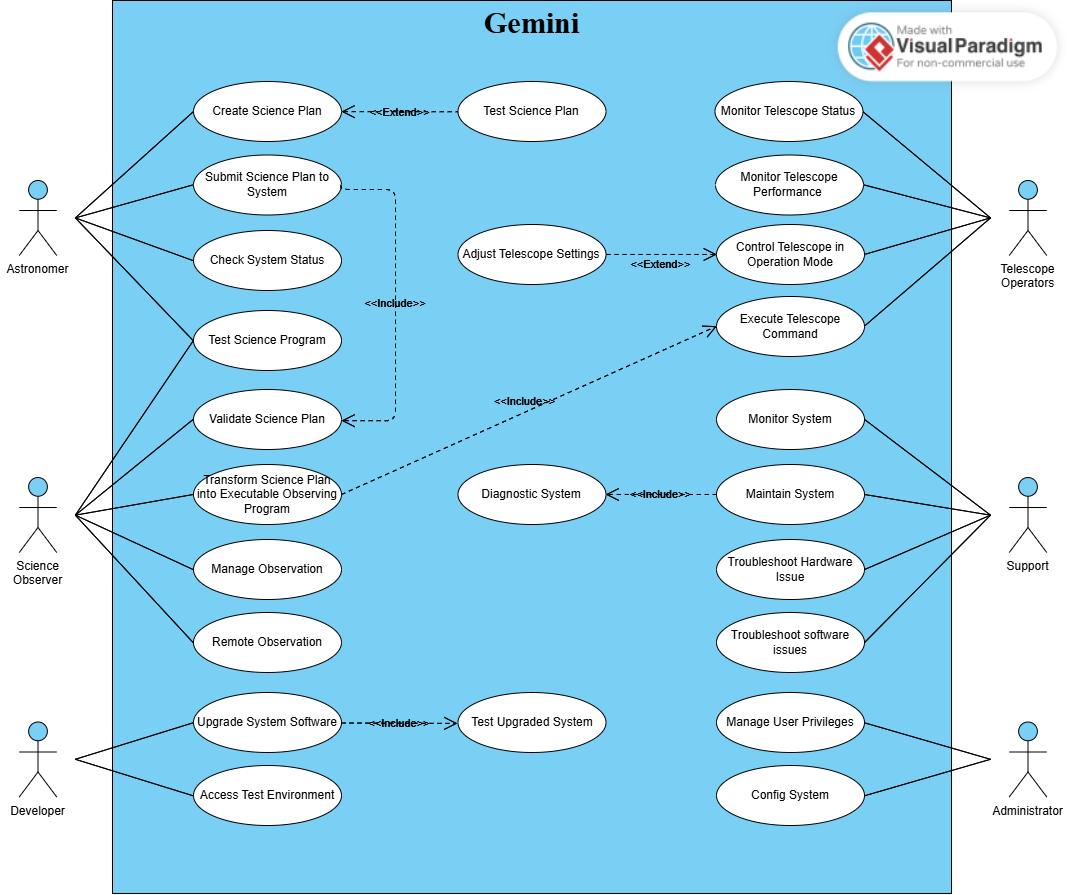 Gemini
Made with
Visual Paradigm
For non-commercial use
Create Science Plan
<<Extend>>
Test Science Plan
Monitor Telescope Status
Submit Science Plan to
System
Monitor Telescope
Performance
Astronomer
Check System Status
Adjust Telescope Settings
<<Extend>>
Control Telescope in
Operation Mode
Telescope
Operators
<<Include>>
Test Science Program
Execute Telescope
Command
<<Include>>
Validate Science Plan
Monitor System
Transform Science Plan
into Executable Observing
Program
Diagnostic System
<<Include>>
Maintain System
Science
Observer
Manage Observation
Troubleshoot Hardware
Issue
Support
Remote Observation
Troubleshoot software
issues
Upgrade System Software
<<Include>>
Test Upgraded System
Manage User Privileges
Developer
Access Test Environment
Config System
Administrator